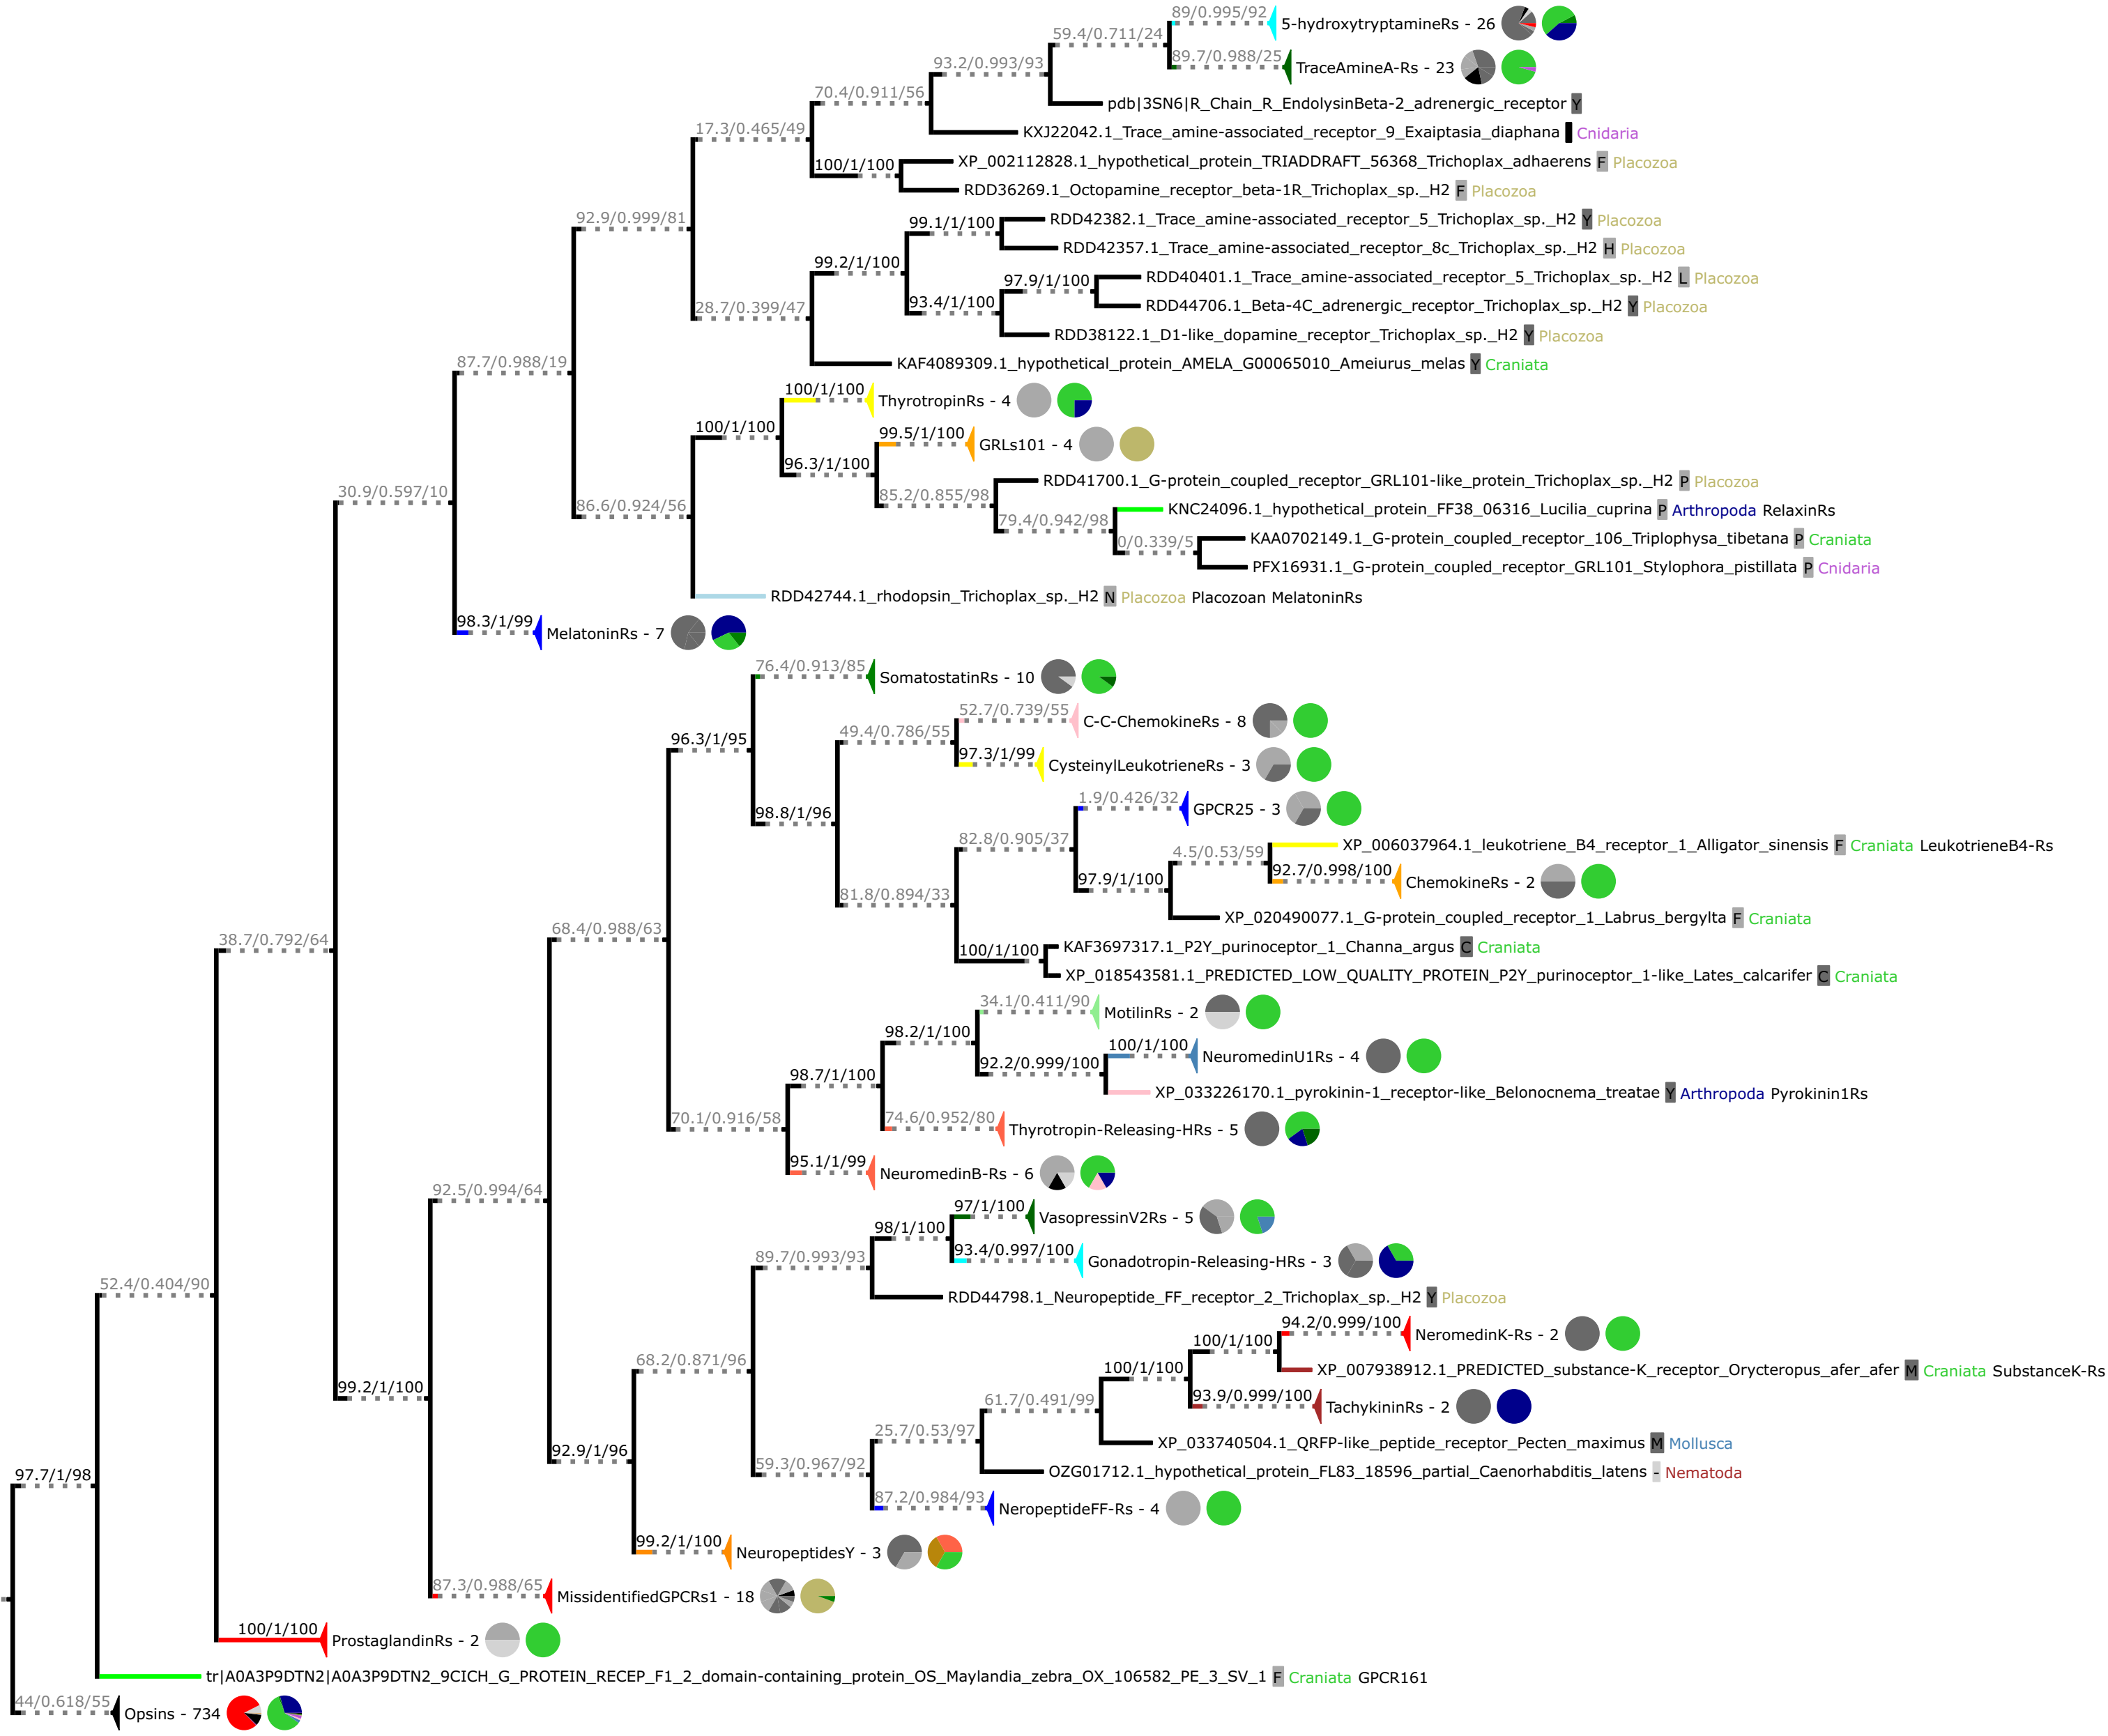 89/0.995/92
5-hydroxytryptamineRs - 26
59.4/0.711/24
89.7/0.988/25
TraceAmineA-Rs - 23
93.2/0.993/93
70.4/0.911/56
pdb|3SN6|R_Chain_R_EndolysinBeta-2_adrenergic_receptor Y
17.3/0.465/49
KXJ22042.1_Trace_amine-associated_receptor_9_Exaiptasia_diaphana Cnidaria
100/1/100
XP_002112828.1_hypothetical_protein_TRIADDRAFT_56368_Trichoplax_adhaerens F Placozoa
RDD36269.1_Octopamine_receptor_beta-1R_Trichoplax_sp._H2 F Placozoa
92.9/0.999/81
99.1/1/100
RDD42382.1_Trace_amine-associated_receptor_5_Trichoplax_sp._H2 Y Placozoa
RDD42357.1_Trace_amine-associated_receptor_8c_Trichoplax_sp._H2 H Placozoa
99.2/1/100
97.9/1/100
RDD40401.1_Trace_amine-associated_receptor_5_Trichoplax_sp._H2 L Placozoa
28.7/0.399/47
93.4/1/100
RDD44706.1_Beta-4C_adrenergic_receptor_Trichoplax_sp._H2 Y Placozoa
RDD38122.1_D1-like_dopamine_receptor_Trichoplax_sp._H2 Y Placozoa
87.7/0.988/19
KAF4089309.1_hypothetical_protein_AMELA_G00065010_Ameiurus_melas Y Craniata
100/1/100
ThyrotropinRs - 4
100/1/100
99.5/1/100
GRLs101 - 4
96.3/1/100
30.9/0.597/10
86.6/0.924/56
85.2/0.855/98
RDD41700.1_G-protein_coupled_receptor_GRL101-like_protein_Trichoplax_sp._H2 P Placozoa
79.4/0.942/98
KNC24096.1_hypothetical_protein_FF38_06316_Lucilia_cuprina P Arthropoda RelaxinRs
0/0.339/5
KAA0702149.1_G-protein_coupled_receptor_106_Triplophysa_tibetana P Craniata
PFX16931.1_G-protein_coupled_receptor_GRL101_Stylophora_pistillata P Cnidaria
RDD42744.1_rhodopsin_Trichoplax_sp._H2 N Placozoa Placozoan MelatoninRs
98.3/1/99
MelatoninRs - 7
76.4/0.913/85
SomatostatinRs - 10
96.3/1/95
52.7/0.739/55
C-C-ChemokineRs - 8
49.4/0.786/55
97.3/1/99
CysteinylLeukotrieneRs - 3
98.8/1/96
1.9/0.426/32
GPCR25 - 3
82.8/0.905/37
XP_006037964.1_leukotriene_B4_receptor_1_Alligator_sinensis F Craniata LeukotrieneB4-Rs
4.5/0.53/59
92.7/0.998/100
ChemokineRs - 2
97.9/1/100
81.8/0.894/33
XP_020490077.1_G-protein_coupled_receptor_1_Labrus_bergylta F Craniata
38.7/0.792/64
68.4/0.988/63
100/1/100
KAF3697317.1_P2Y_purinoceptor_1_Channa_argus C Craniata
XP_018543581.1_PREDICTED_LOW_QUALITY_PROTEIN_P2Y_purinoceptor_1-like_Lates_calcarifer C Craniata
34.1/0.411/90
MotilinRs - 2
98.2/1/100
100/1/100
NeuromedinU1Rs - 4
92.2/0.999/100
98.7/1/100
XP_033226170.1_pyrokinin-1_receptor-like_Belonocnema_treatae Y Arthropoda Pyrokinin1Rs
70.1/0.916/58
74.6/0.952/80
Thyrotropin-Releasing-HRs - 5
95.1/1/99
NeuromedinB-Rs - 6
92.5/0.994/64
97/1/100
VasopressinV2Rs - 5
98/1/100
93.4/0.997/100
Gonadotropin-Releasing-HRs - 3
89.7/0.993/93
52.4/0.404/90
RDD44798.1_Neuropeptide_FF_receptor_2_Trichoplax_sp._H2 Y Placozoa
94.2/0.999/100
NeromedinK-Rs - 2
100/1/100
68.2/0.871/96
100/1/100
XP_007938912.1_PREDICTED_substance-K_receptor_Orycteropus_afer_afer M Craniata SubstanceK-Rs
99.2/1/100
93.9/0.999/100
TachykininRs - 2
61.7/0.491/99
25.7/0.53/97
XP_033740504.1_QRFP-like_peptide_receptor_Pecten_maximus M Mollusca
92.9/1/96
59.3/0.967/92
OZG01712.1_hypothetical_protein_FL83_18596_partial_Caenorhabditis_latens - Nematoda
97.7/1/98
87.2/0.984/93
NeropeptideFF-Rs - 4
99.2/1/100
NeuropeptidesY - 3
87.3/0.988/65
MissidentifiedGPCRs1 - 18
100/1/100
ProstaglandinRs - 2
tr|A0A3P9DTN2|A0A3P9DTN2_9CICH_G_PROTEIN_RECEP_F1_2_domain-containing_protein_OS_Maylandia_zebra_OX_106582_PE_3_SV_1 F Craniata GPCR161
44/0.618/55
Opsins - 734